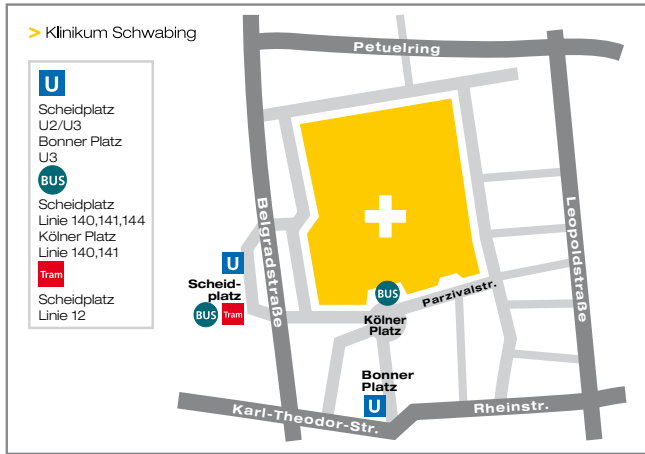 > Klinikum Schwabing
U
Scheidplatz
U2/U3
Bonner Platz
U3
BUS
Scheidplatz
Linie 140,141,144
Kölner Platz
Linie 140,141
Tram
Scheidplatz
Linie 12
Petuelring
Belgradstraße
Leopoldstraße
U
Scheid-
platz
BUS Tram
BUS
Kölner
Platz
Parzivalstr.
Bonner
Platz
U
Karl-Theodor-Str.
Rheinstr.